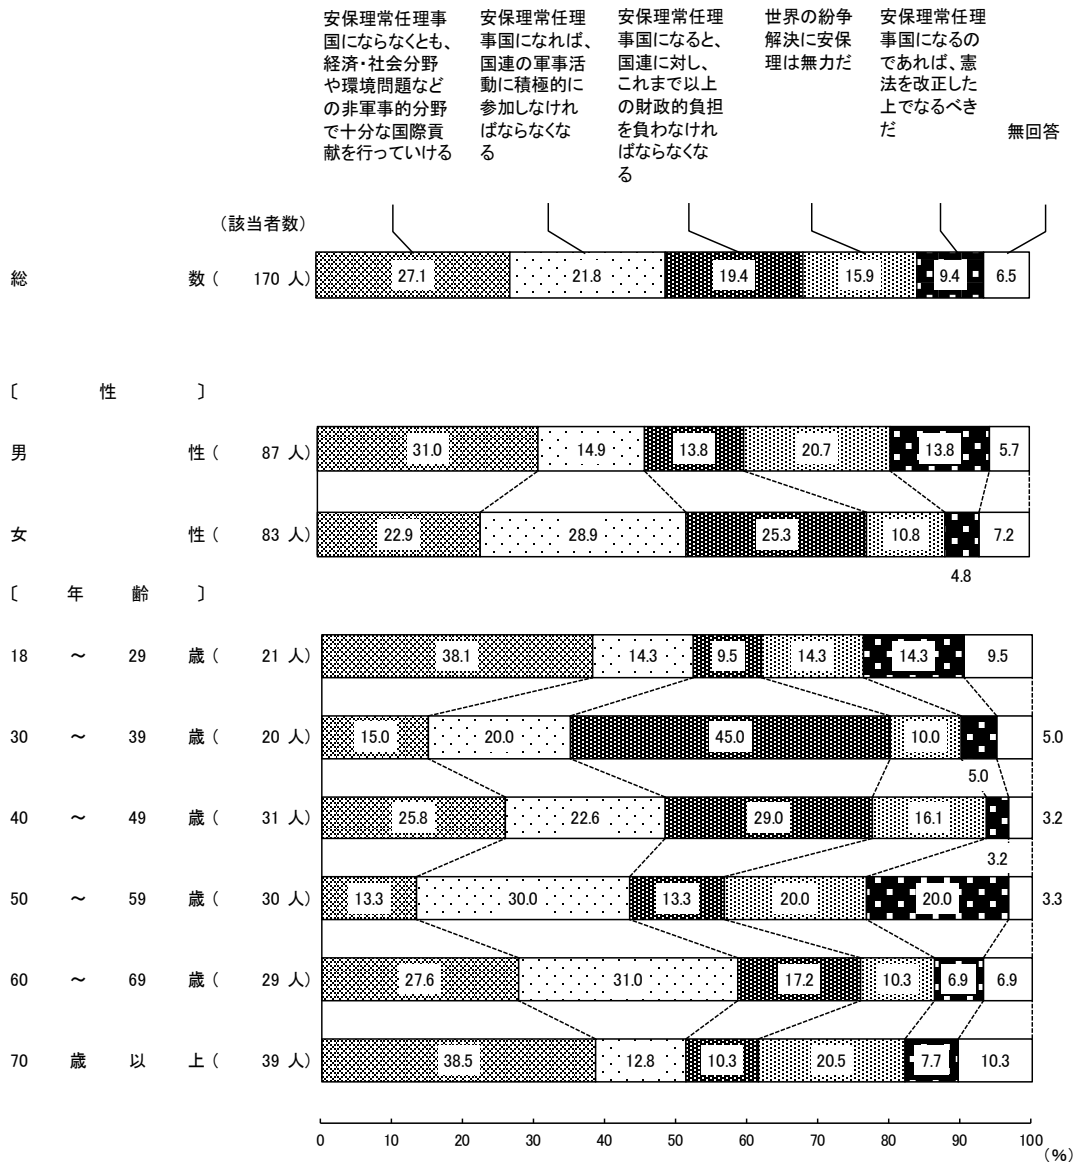 安保理常任理事
国にならなくとも、
経済・社会分野
や環境問題など
の非軍事的分野
で十分な国際貢
献を行っていける
安保理常任理
事国になれば、
国連の軍事活
動に積極的に
参加しなけれ
ばならなくな
る
安保理常任理
事国になると、
国連に対し、
これまで以上
の財政的負担
を負わなけれ
ばならなくな
る
世界の紛争
解決に安保
理は無力だ
安保理常任理
事国になるの
であれば、憲
法を改正した
上でなるべき
だ
無回答
(該当者数)
総 数 ( 170 人) 27.1 21.8 19.4 15.9 9.4 6.5
〔 性 〕
男 性 ( 87 人) 31.0 14.9 13.8 20.7 13.8 5.7
女 性 ( 83 人) 22.9 28.9 25.3 10.8 7.2
4.8
〔 年 齢 〕
18 ～ 29 歳 ( 21 人) 38.1 14.3 9.5 14.3 14.3 9.5
30 ～ 39 歳 ( 20 人) 15.0 20.0 45.0 10.0 5.0
5.0
40 ～ 49 歳 ( 31 人) 25.8 22.6 29.0 16.1 3.2
3.2
50 ～ 59 歳 ( 30 人) 13.3 30.0 13.3 20.0 20.0 3.3
60 ～ 69 歳 ( 29 人) 27.6 31.0 17.2 10.3 6.9 6.9
70 歳 以 上 ( 39 人) 38.5 12.8 10.3 20.5 7.7 10.3
0 10 20 30 40 50 60 70 80 90 100
(%)